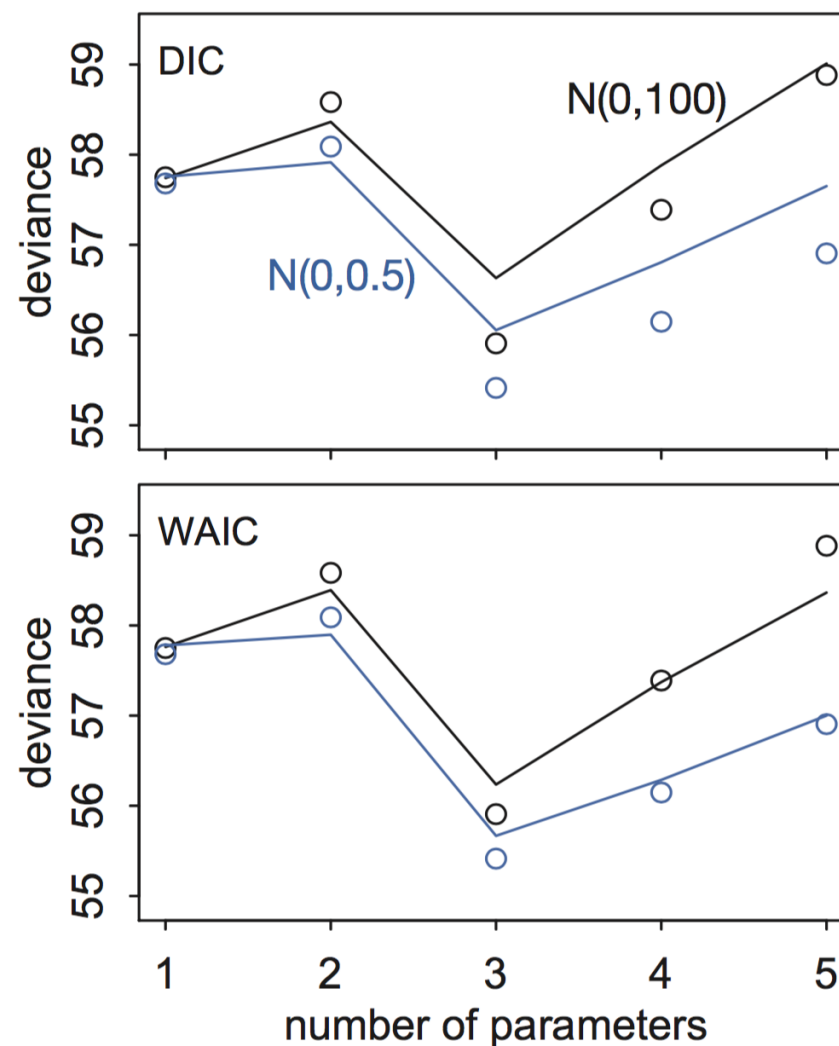 DIC
N(0,100)
N(0,0.5)
deviance
59
58
57
56
55
WAIC
deviance
59
58
57
56
55
1 2 3 4 5
number of parameters